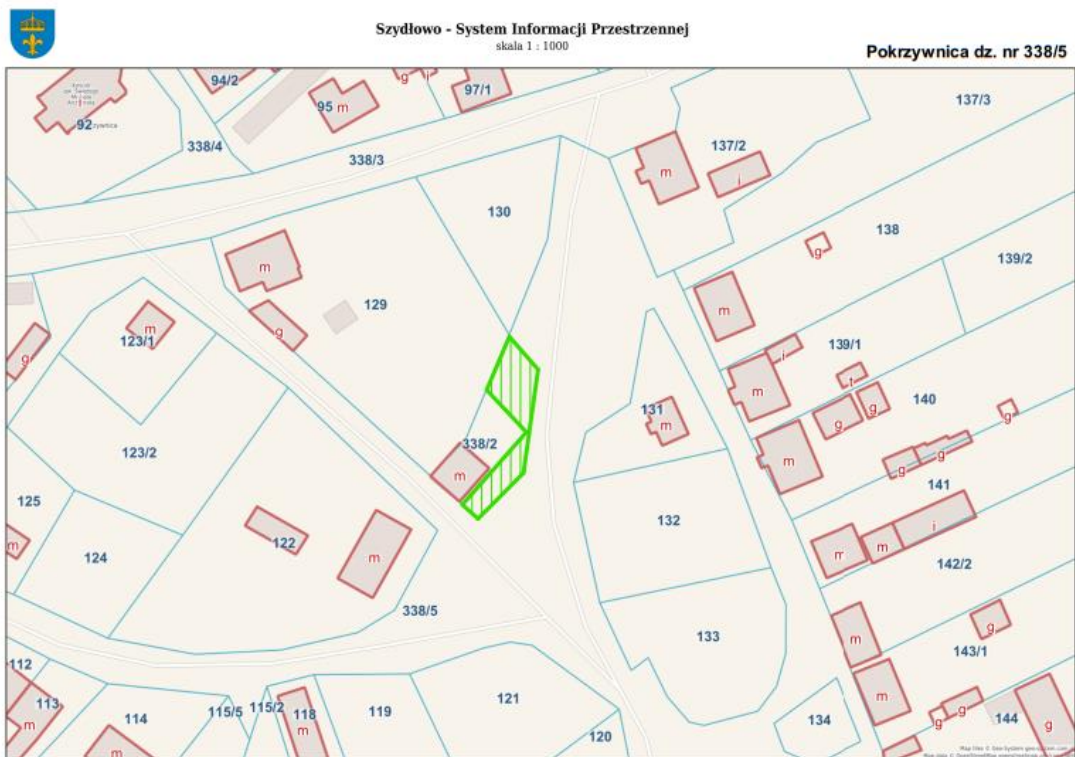 Szydłowo - System Informacji Przestrzennej
skala 1 : 1000
Pokrzywnica dz. nr 338/5
94/2
g
i
97/1
95 m
137/3
92
338/4
338/3
137/2
m
i
130
138
g
139/2
m
129
m
123/1
m
g
g
139/1
i
m
t
g
g
140
g
131
m
123/2
338/2
m
m
g
g
125
141
132
i
m
122
m
124
m
m
142/2
338/5
133
m
g
112
143/1
113
m
121
m
g
g
115/5
115/2
118
119
114
m
134
144
g
120
m